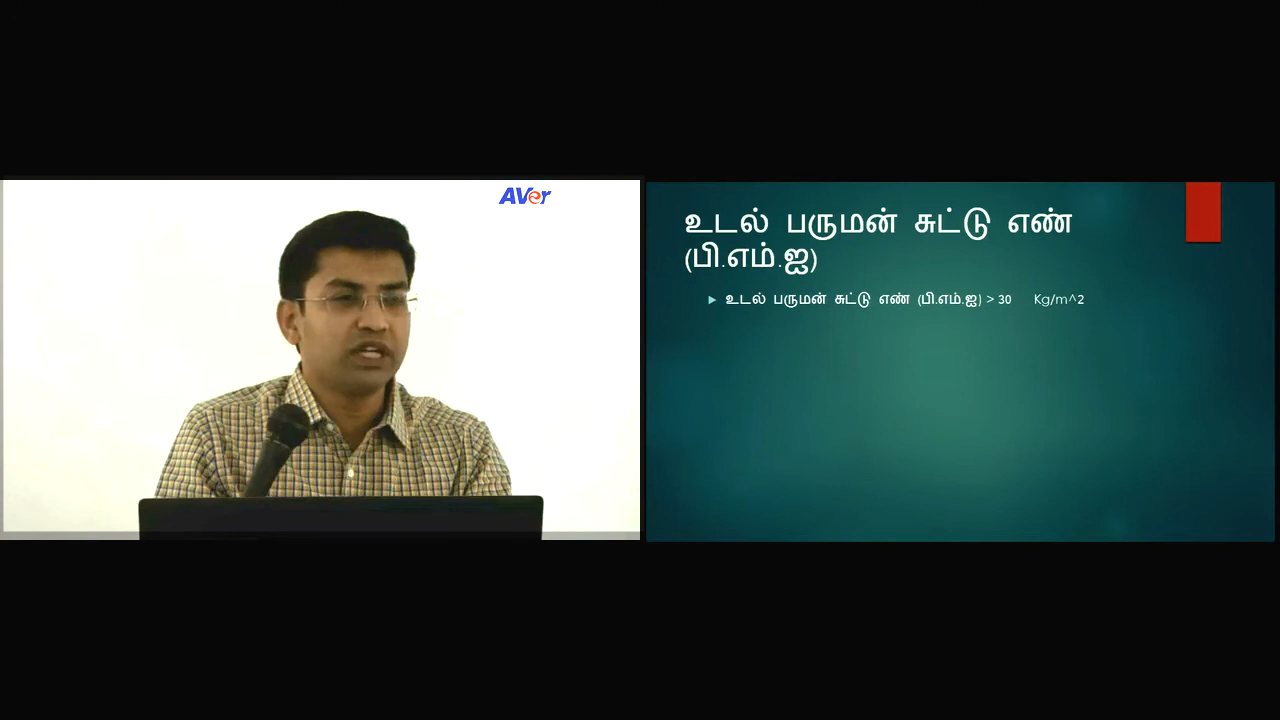 AVer
உடல் பருமன் சுட்டு எண்
(பி.எம்.ஐ)
உடல் பருமன் சுட்டு எண் (பி.எம்.ஐ) > 30 Kg/m^2